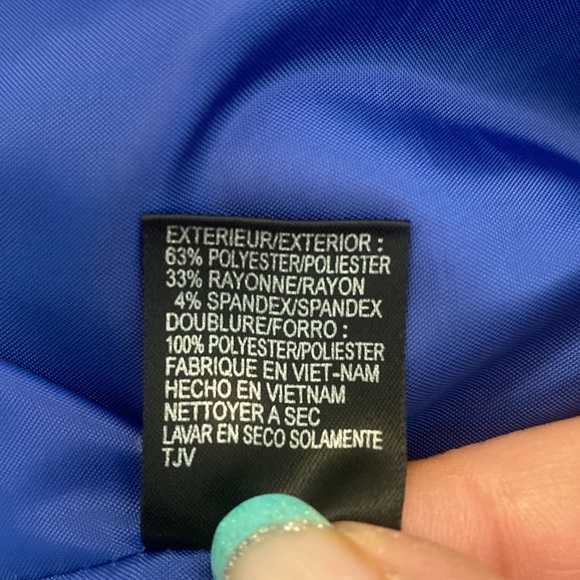 EXTERIEUR/EXTERIOR :
63% POLYESTER/POLIESTER
33% RAYONNE/RAYON
4% SPANDEX/SPANDEX
DOUBLURE/FORRO :
100% POLYESTER/POLIESTER
FABRIQUE EN VIET-NAM
HECHO EN VIETNAM
NETTOYER A SEC
LAVAR EN SECO SOLAMENTE
TJV